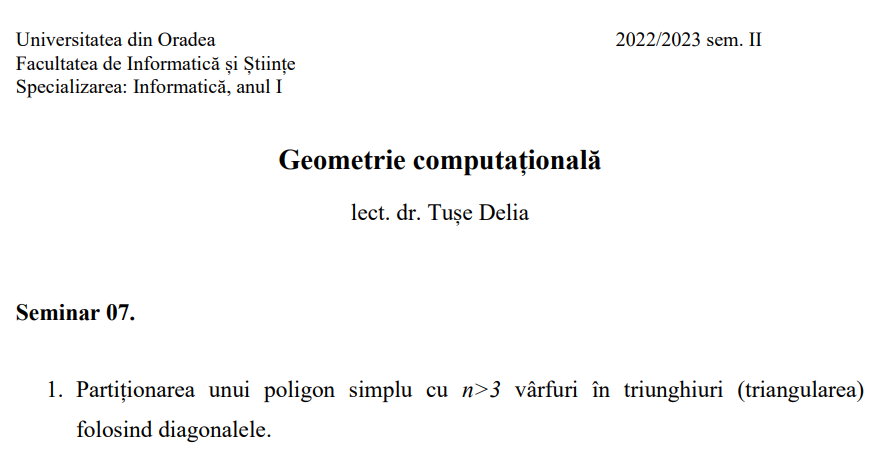 Universitatea din Oradea 2022/2023 sem. II
Facultatea de Informatică și Științe
Specializarea: Informatică, anul I
Geometrie computațională
lect. dr. Tușe Delia
Seminar 07.
1. Partiționarea unui poligon simplu cu n>3 vârfuri în triunghiuri (triangularea)
folosind diagonalele.